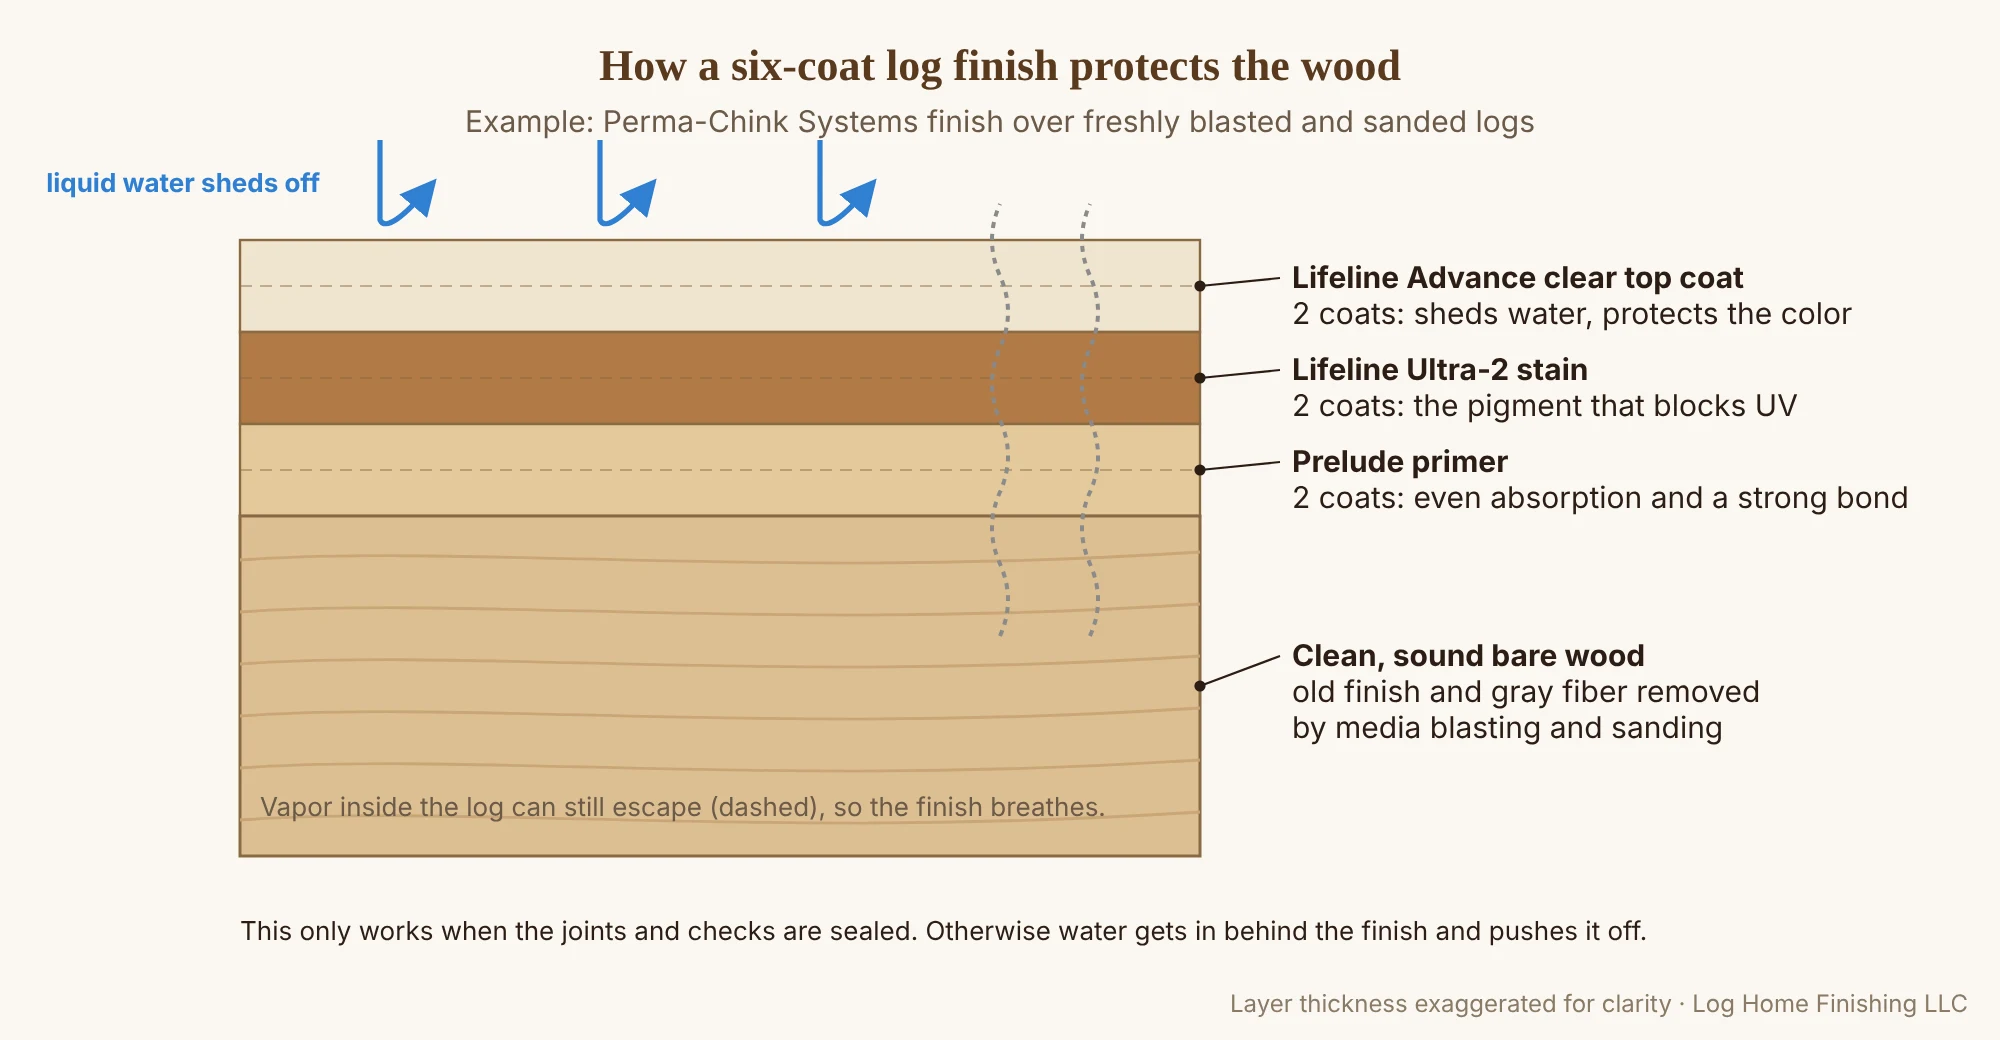 How a six-coat log finish protects the wood
Example: Perma-Chink Systems finish over freshly blasted and sanded logs
liquid water sheds off
Lifeline Advance clear top coat
2 coats: sheds water, protects the color
Lifeline Ultra-2 stain
2 coats: the pigment that blocks UV
Prelude primer
2 coats: even absorption and a strong bond
Clean, sound bare wood
old finish and gray fiber removed
by media blasting and sanding
Vapor inside the log can still escape (dashed), so the finish breathes.
This only works when the joints and checks are sealed. Otherwise water gets in behind the finish and pushes it off.
Layer thickness exaggerated for clarity · Log Home Finishing LLC